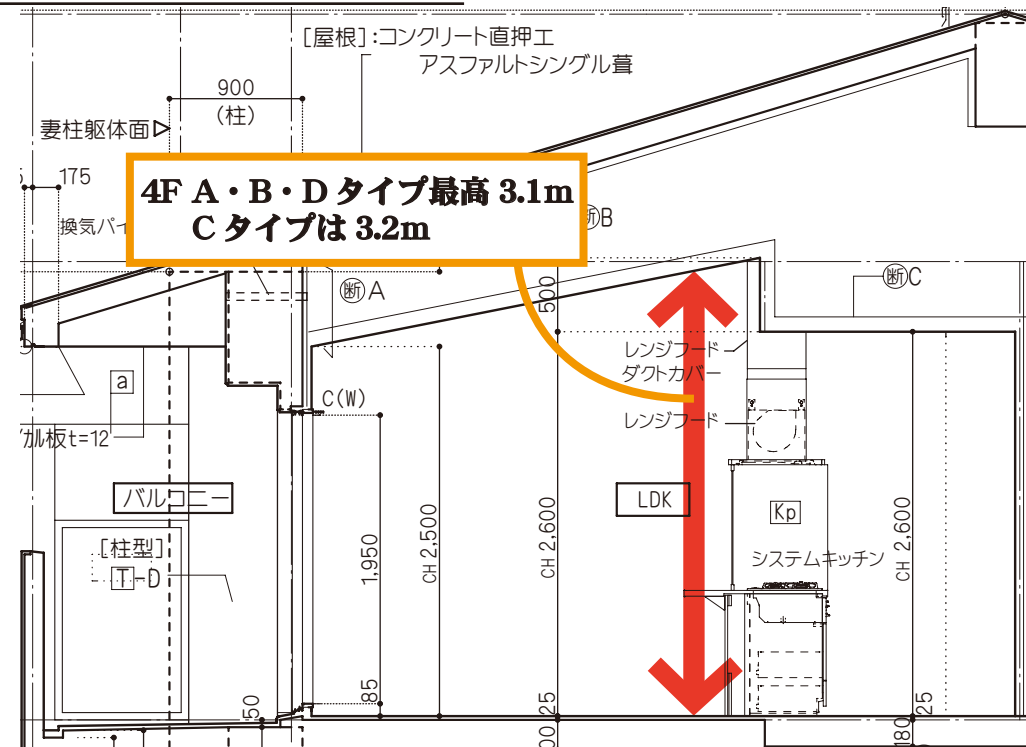 [屋根]:コンクリート直押エ
アスファルトシングル葺
900
(柱)
妻柱躯体面
175
換気パイ
4F A・B・Dタイプ最高 3.1m
Cタイプは 3.2m
断B
断A
断C
500
レンジフード
ダクトカバー
レンジフード
a
C(W)
カル板t=12
バルコニー
LDK
Kp
[柱型]
T-D
システムキッチン
1,950
CH 2,500
CH 2,600
CH 2,600
85
50
25
25
180